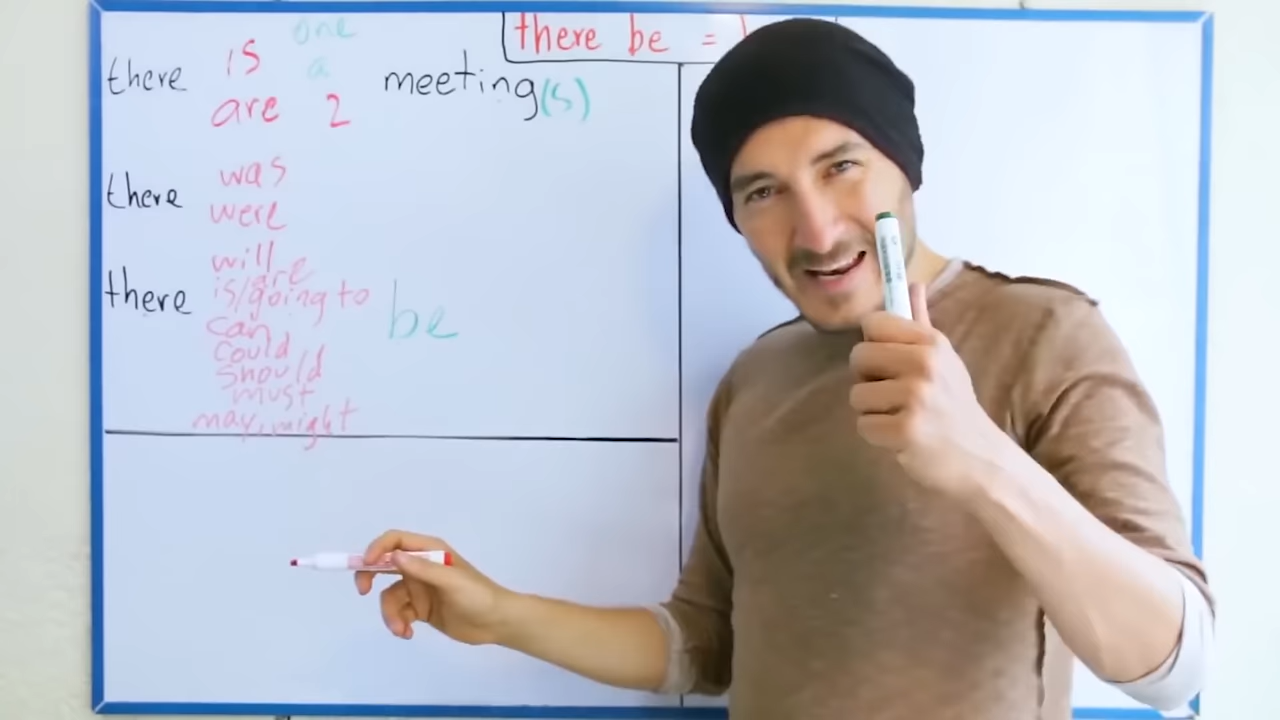 there be =
one
there is a meeting(s)
are 2
there was
were
there will be
is/are going to
can
could
should
must
may, might